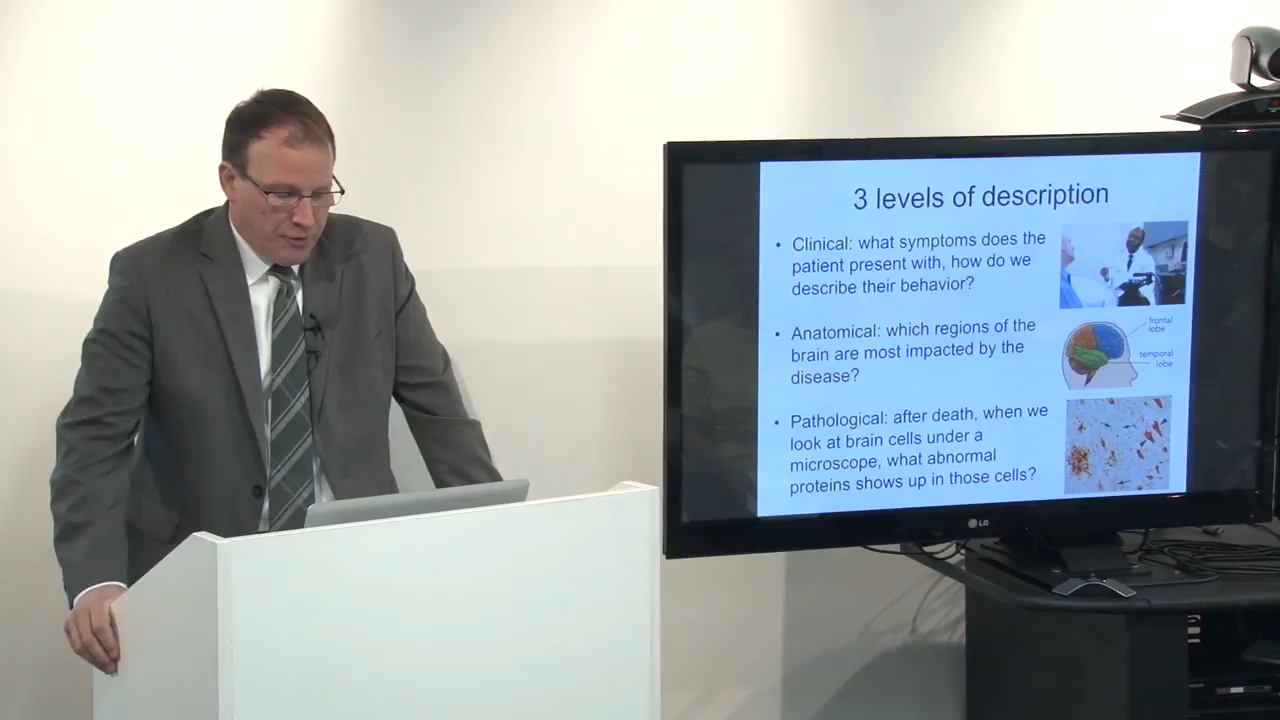 3 levels of description
• Clinical: what symptoms does the
patient present with, how do we
describe their behavior?
• Anatomical: which regions of the
brain are most impacted by the
disease?
frontal
lobe
temporal
lobe
• Pathological: after death, when we
look at brain cells under a
microscope, what abnormal
proteins shows up in those cells?
LG